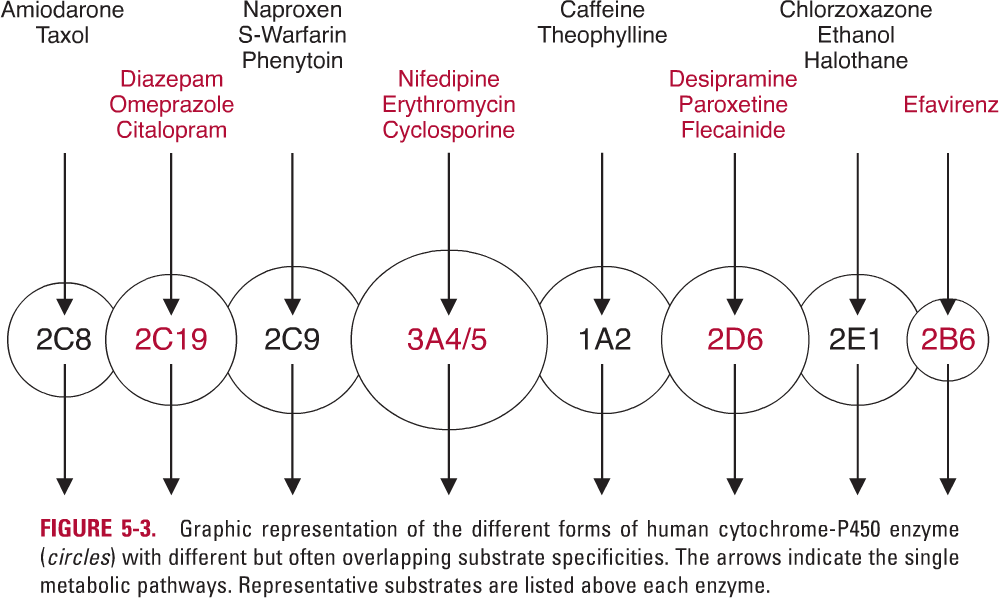 Amiodarone
Taxol
Diazepam
Omeprazole
Citalopram
Naproxen
S-Warfarin
Phenytoin
Nifedipine
Erythromycin
Cyclosporine
Caffeine
Theophylline
Desipramine
Paroxetine
Flecainide
Chlorzoxazone
Ethanol
Halothane
Efavirenz
2C8
2C19
2C9
3A4/5
1A2
2D6
2E1
2B6
FIGURE 5-3. Graphic representation of the different forms of human cytochrome-P450 enzyme
(circles) with different but often overlapping substrate specificities. The arrows indicate the single
metabolic pathways. Representative substrates are listed above each enzyme.